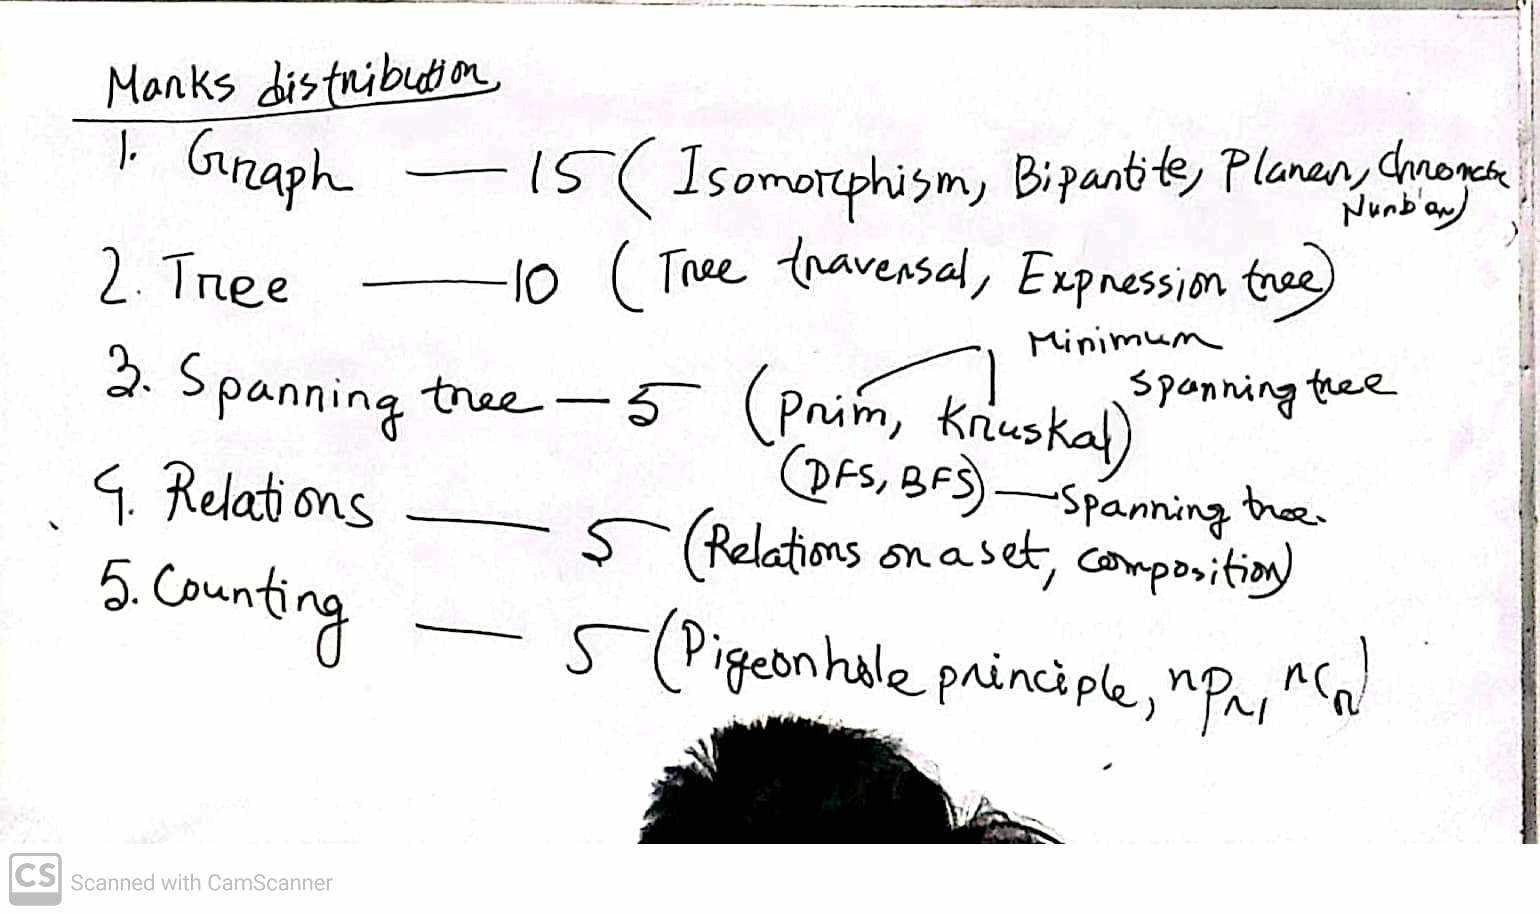 Marks distribution
1. Graph — 15 (Isomorphism, Bipartite, Planar, Chromatic
Number)
2. Tree — 10 (Tree traversal, Expression tree)
Minimum
spanning tree
3. Spanning tree — 5 (Prim, Kruskal)
(DFS, BFS) — Spanning tree.
4. Relations — 5 (Relations on a set, composition)
5. Counting — 5 (Pigeonhole principle, nPr, nCr)
CS Scanned with CamScanner